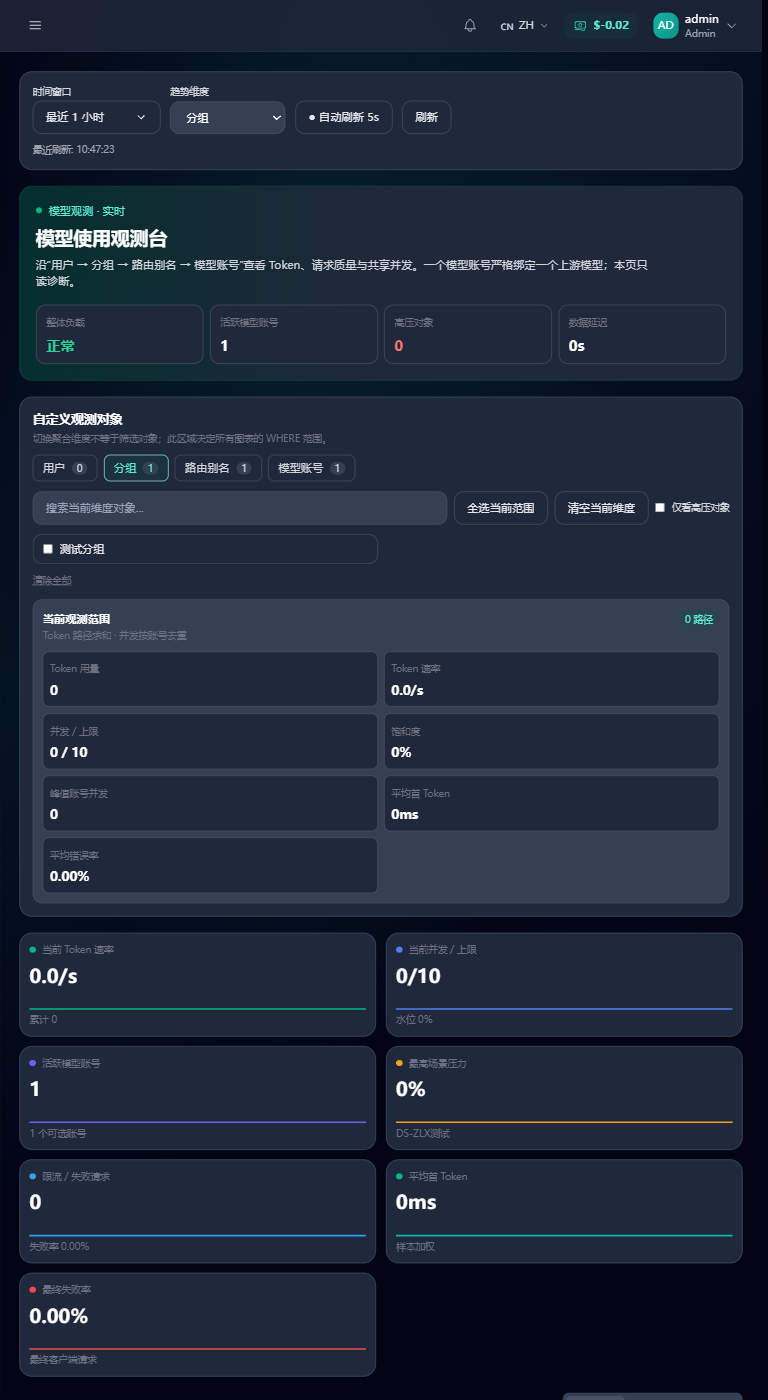 CN ZH
$-0.02
AD
admin
Admin
时间窗口
趋势维度
最近 1 小时
分组
自动刷新 5s
刷新
最近刷新: 10:47:23
模型观测 · 实时
模型使用观测台
沿“用户 → 分组 → 路由别名 → 模型账号”查看 Token、请求质量与共享并发。一个模型账号严格绑定一个上游模型；本页只
读诊断。
整体负载
正常
活跃模型账号
1
高压对象
0
数据延迟
0s
自定义观测对象
切换聚合维度不等于筛选对象；此区域决定所有图表的 WHERE 范围。
用户 0
分组 1
路由别名 1
模型账号 1
搜索当前维度对象...
全选当前范围
清空当前维度
仅看高压对象
测试分组
清除全部
当前观测范围
0 路径
Token 路径求和 · 并发按账号去重
Token 用量
0
Token 速率
0.0/s
并发 / 上限
0 / 10
饱和度
0%
峰值账号并发
0
平均首 Token
0ms
平均错误率
0.00%
当前 Token 速率
0.0/s
累计 0
当前并发 / 上限
0/10
水位 0%
活跃模型账号
1
1 个可选账号
最高场景压力
0%
DS-ZLX测试
限流 / 失败请求
0
失败率 0.00%
平均首 Token
0ms
样本加权
最终失败率
0.00%
最终客户端请求